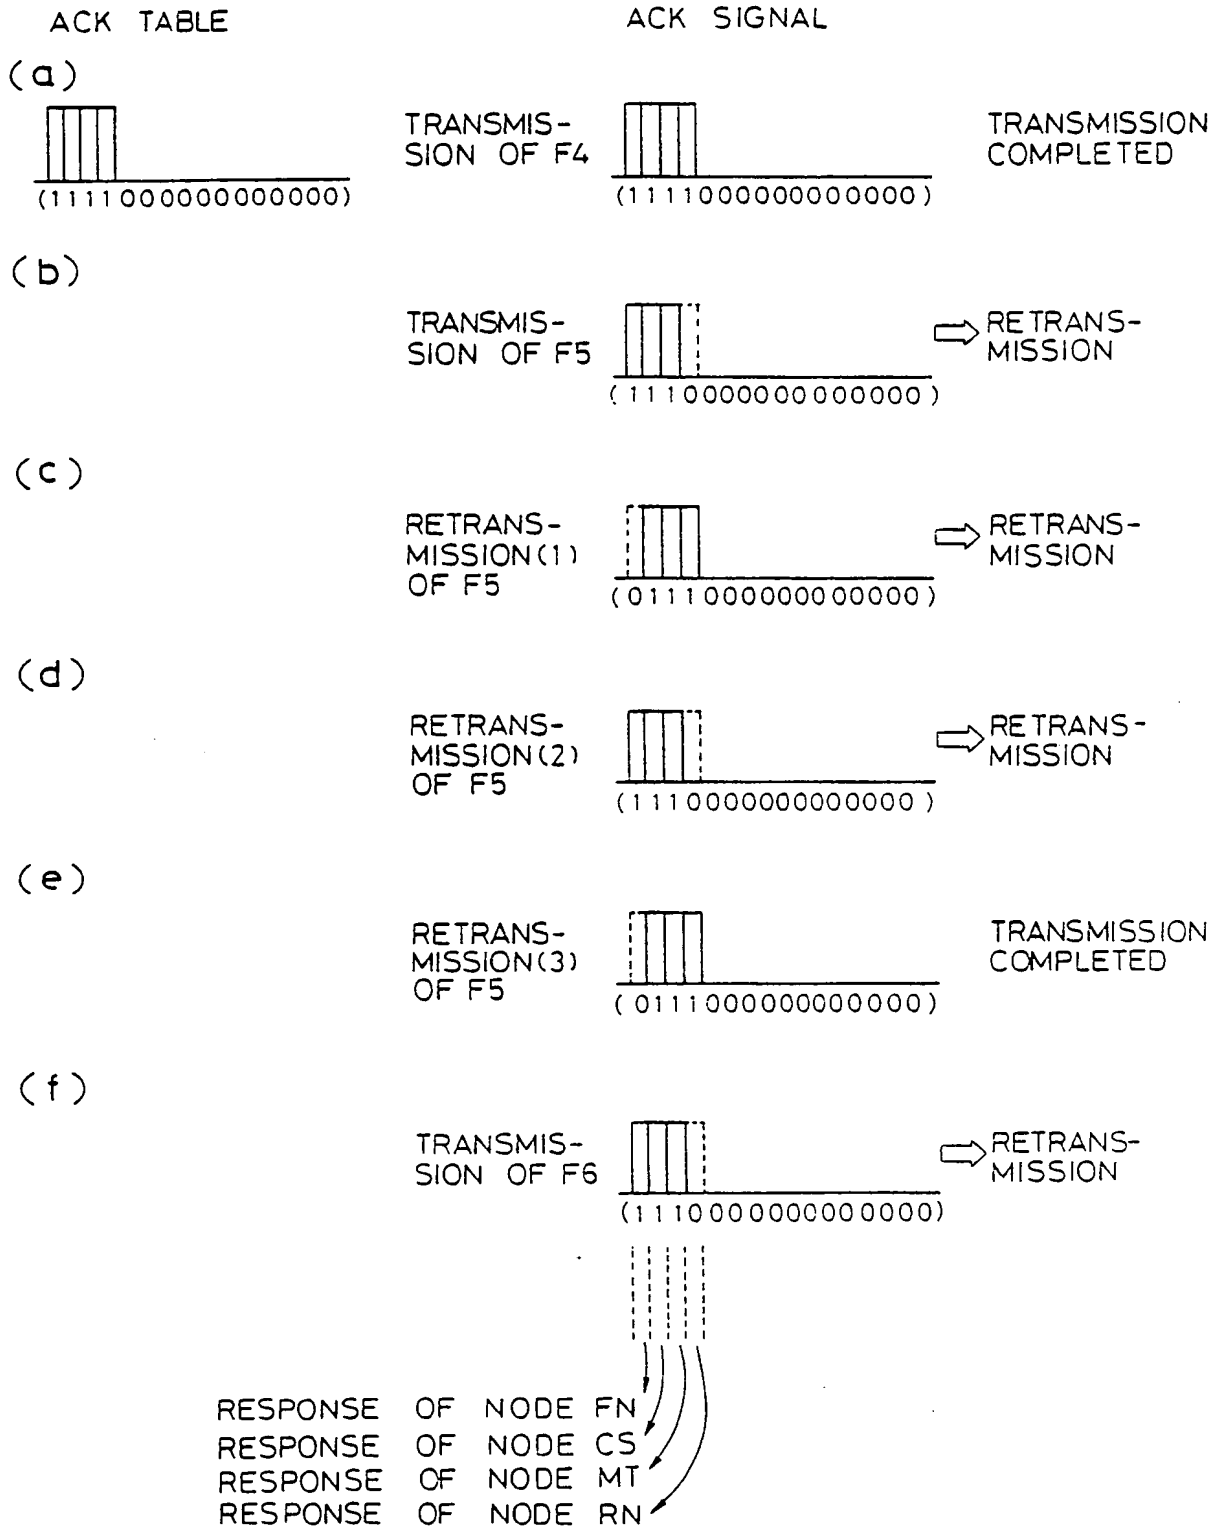 ACK TABLE
ACK SIGNAL
(a)
TRANSMIS-
SION OF F4
TRANSMISSION
COMPLETED
(1111000000000000)
(1111000000000000)
(b)
TRANSMIS-
SION OF F5
RETRANS-
MISSION
(1110000000000000)
(c)
RETRANS-
MISSION(1)
OF F5
RETRANS-
MISSION
(0111000000000000)
(d)
RETRANS-
MISSION(2)
OF F5
RETRANS-
MISSION
(1110000000000000)
(e)
RETRANS-
MISSION(3)
OF F5
TRANSMISSION
COMPLETED
(0111000000000000)
(f)
TRANSMIS-
SION OF F6
RETRANS-
MISSION
(1110000000000000)
RESPONSE OF NODE FN
RESPONSE OF NODE CS
RESPONSE OF NODE MT
RESPONSE OF NODE RN